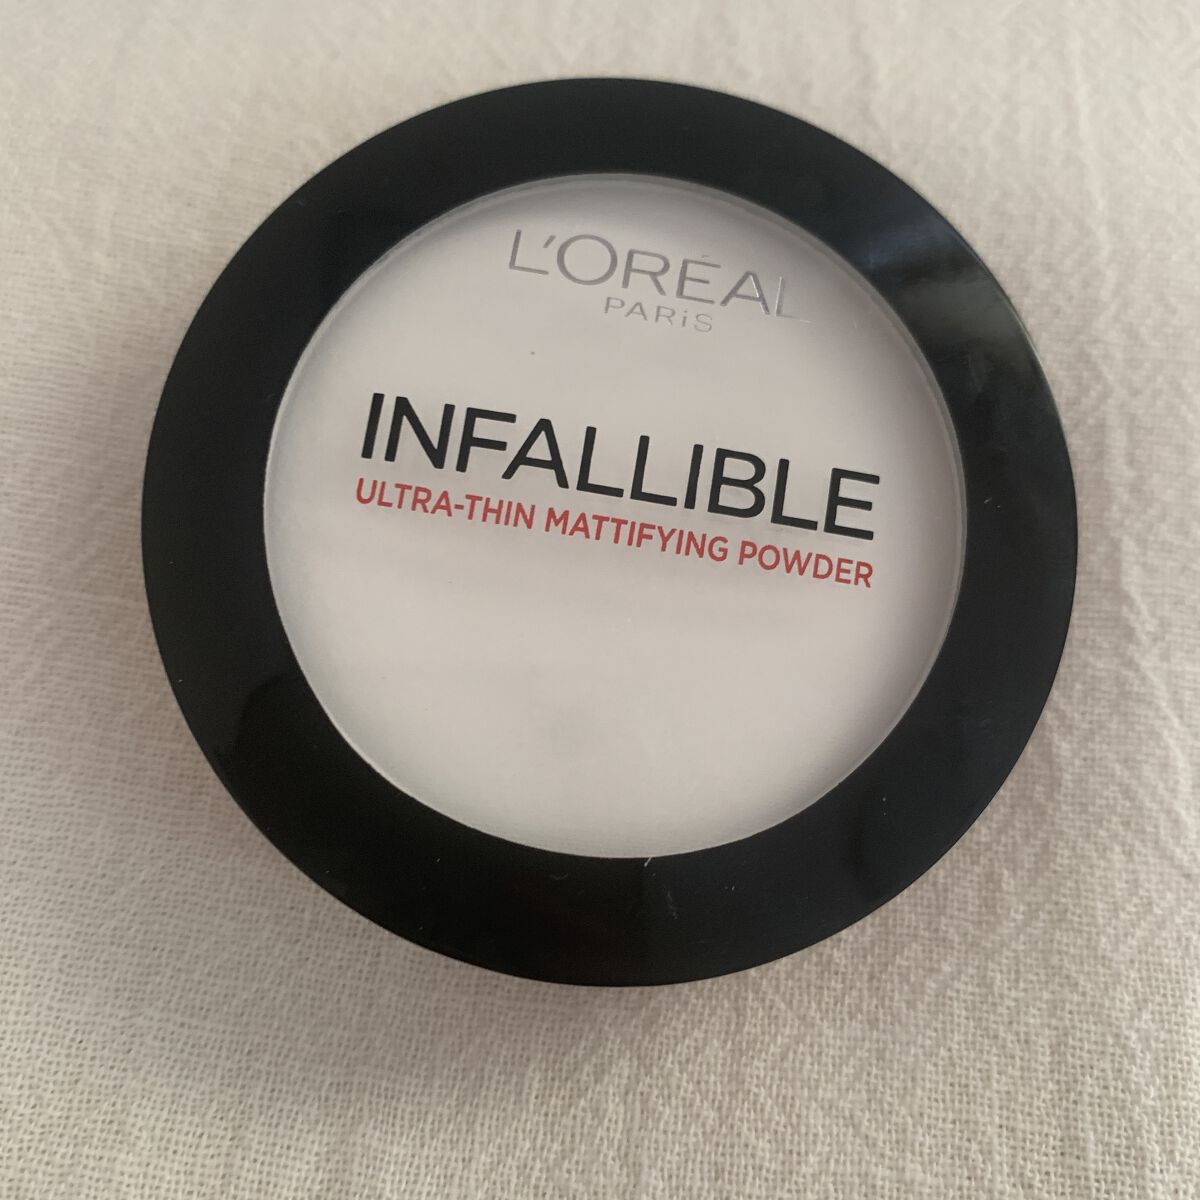 L'ORÉAL
PARiS
INFALLIBLE
ULTRA-THIN MATTIFYING POWDER